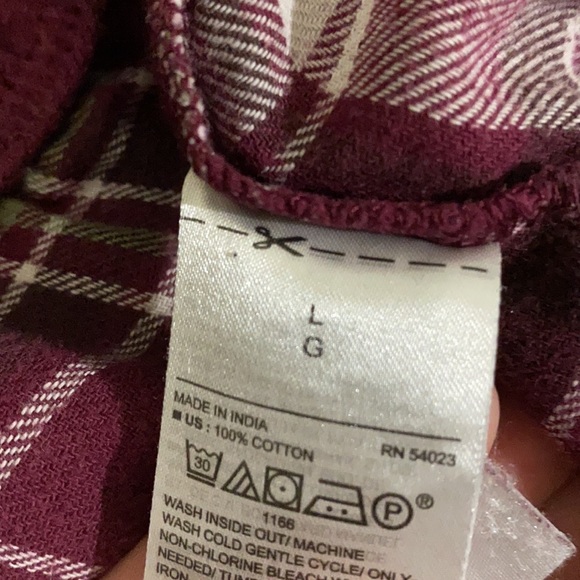 L
G
MADE IN INDIA
■ US : 100% COTTON
RN 54023
30
P ®
1166
WASH INSIDE OUT/ MACHINE
WASH COLD GENTLE CYCLE/ ONLY
NON-CHLORINE BLEACH
NEEDED/
IRON